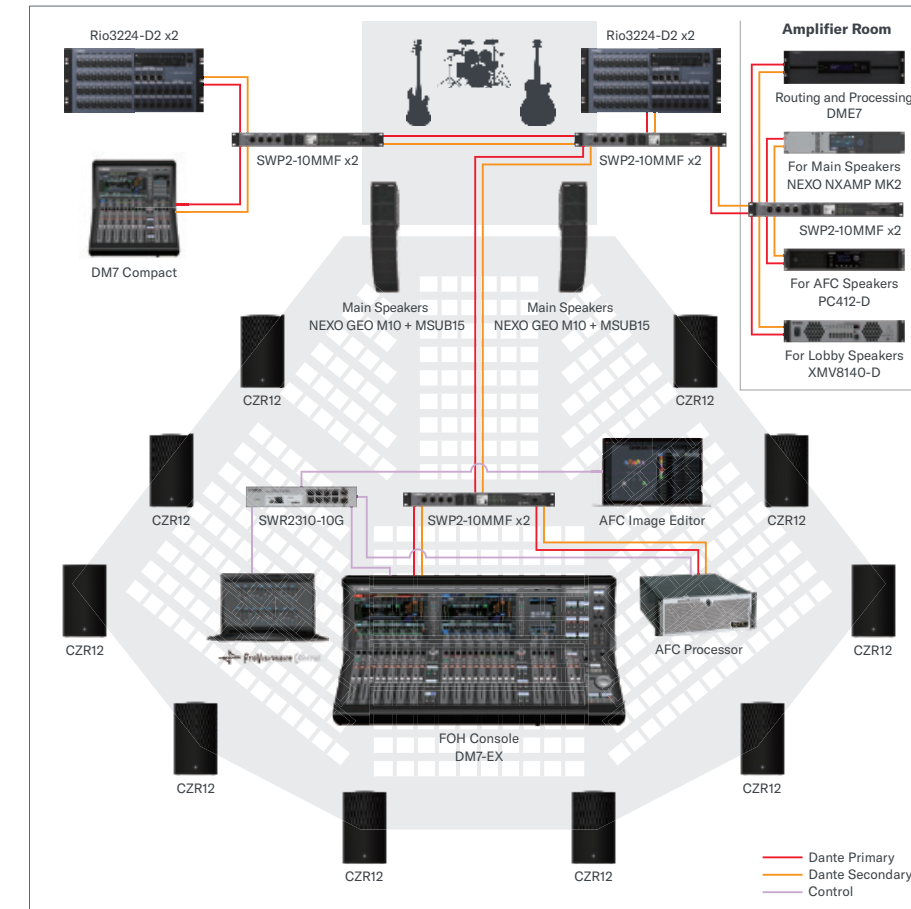 Rio3224-D2 x2
Rio3224-D2 x2
Amplifier Room
Routing and Processing
DME7
SWP2-10MMF x2
SWP2-10MMF x2
For Main Speakers
NEXO NXAMP MK2
SWP2-10MMF x2
DM7 Compact
For AFC Speakers
PC412-D
Main Speakers
NEXO GEO M10 + MSUB15
Main Speakers
NEXO GEO M10 + MSUB15
For Lobby Speakers
XMV8140-D
CZR12
CZR12
CZR12
SWR2310-10G
SWP2-10MMF x2
AFC Image Editor
CZR12
CZR12
ProVisionaire Control
AFC Processor
CZR12
FOH Console
DM7-EX
CZR12
CZR12
CZR12
CZR12
Dante Primary
Dante Secondary
Control